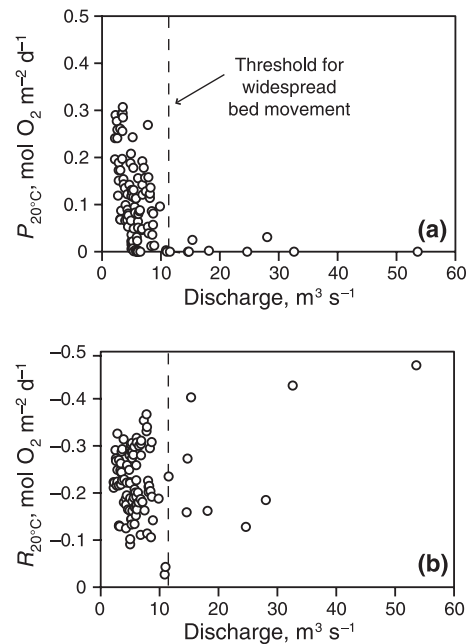 0.5
0.4
0.3
0.2
0.1
0
P20°C, mol O2 m−2 d−1
Threshold for
widespread
bed movement
(a)
0 10 20 30 40 50 60
Discharge, m3 s−1
−0.5
−0.4
−0.3
−0.2
−0.1
0
R20°C, mol O2 m−2 d−1
(b)
0 10 20 30 40 50 60
Discharge, m3 s−1